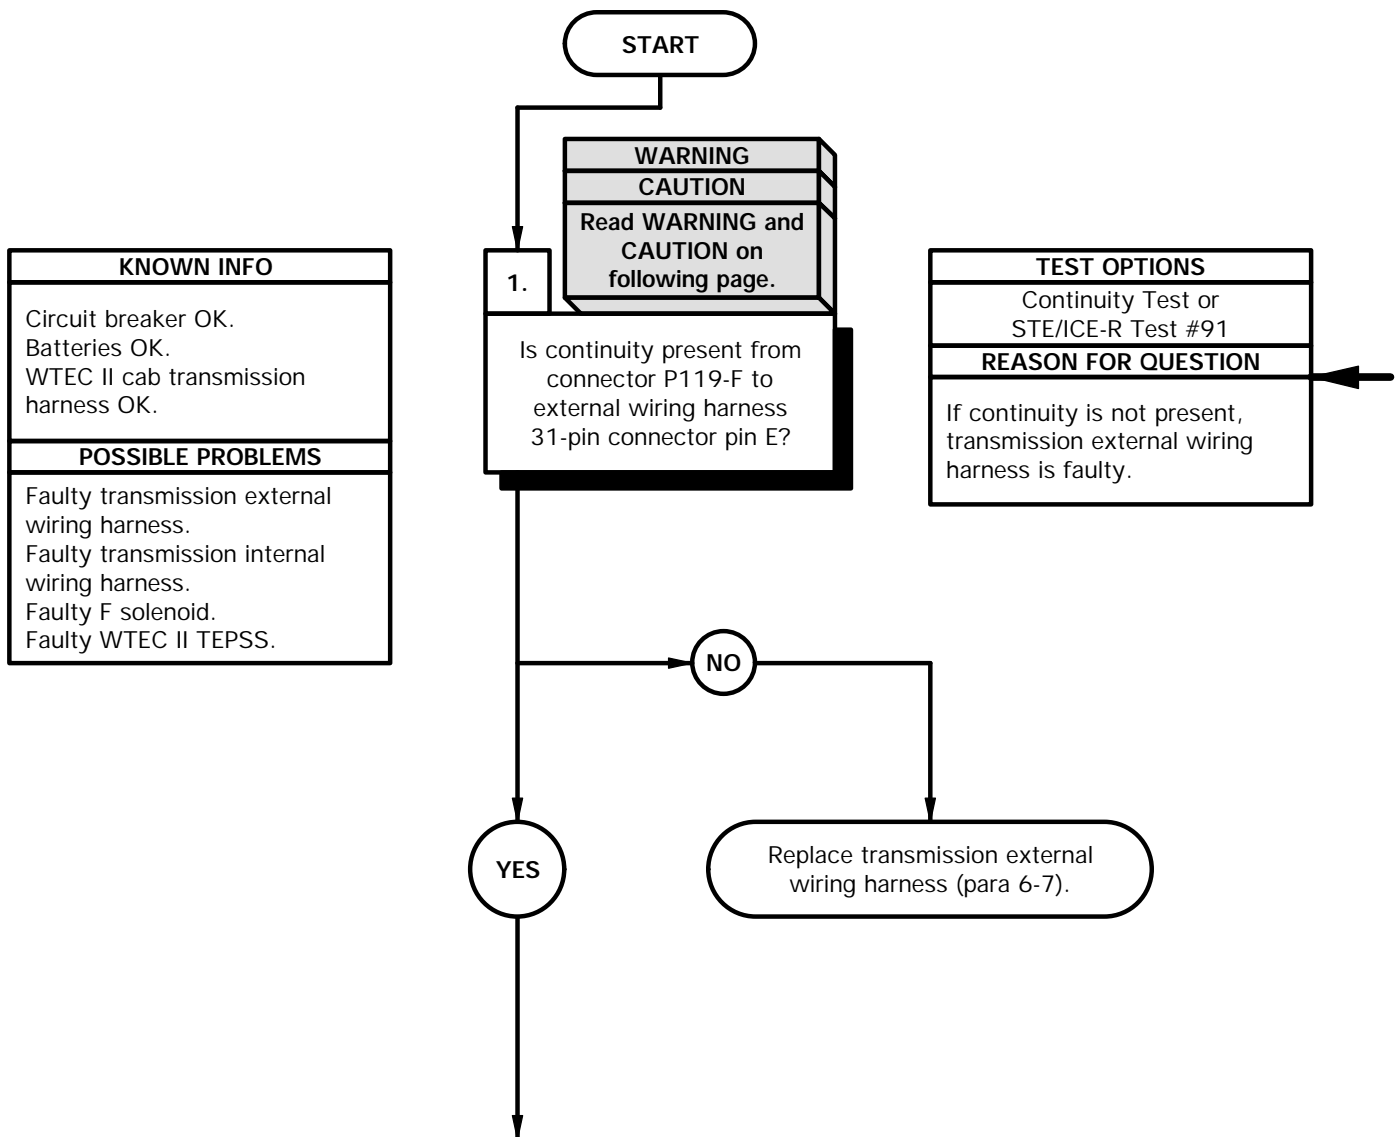 START
WARNING
CAUTION
Read WARNING and
CAUTION on
following page.
KNOWN INFO
Circuit breaker OK.
Batteries OK.
WTEC II cab transmission
harness OK.
POSSIBLE PROBLEMS
Faulty transmission external
wiring harness.
Faulty transmission internal
wiring harness.
Faulty F solenoid.
Faulty WTEC II TEPSS.
1.
Is continuity present from
connector P119-F to
external wiring harness
31-pin connector pin E?
TEST OPTIONS
Continuity Test or
STE/ICE-R Test #91
REASON FOR QUESTION
If continuity is not present,
transmission external wiring
harness is faulty.
NO
YES
Replace transmission external
wiring harness (para 6-7).